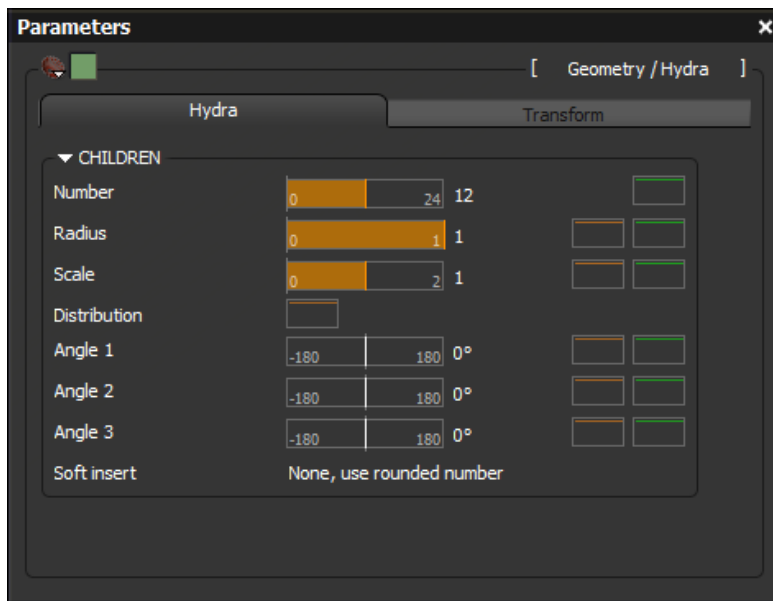 Parameters ×
[ Geometry / Hydra ]
Hydra Transform
CHILDREN
Number 0 24 12
Radius 0 1 1
Scale 0 2 1
Distribution
Angle 1 -180 180 0°
Angle 2 -180 180 0°
Angle 3 -180 180 0°
Soft insert None, use rounded number